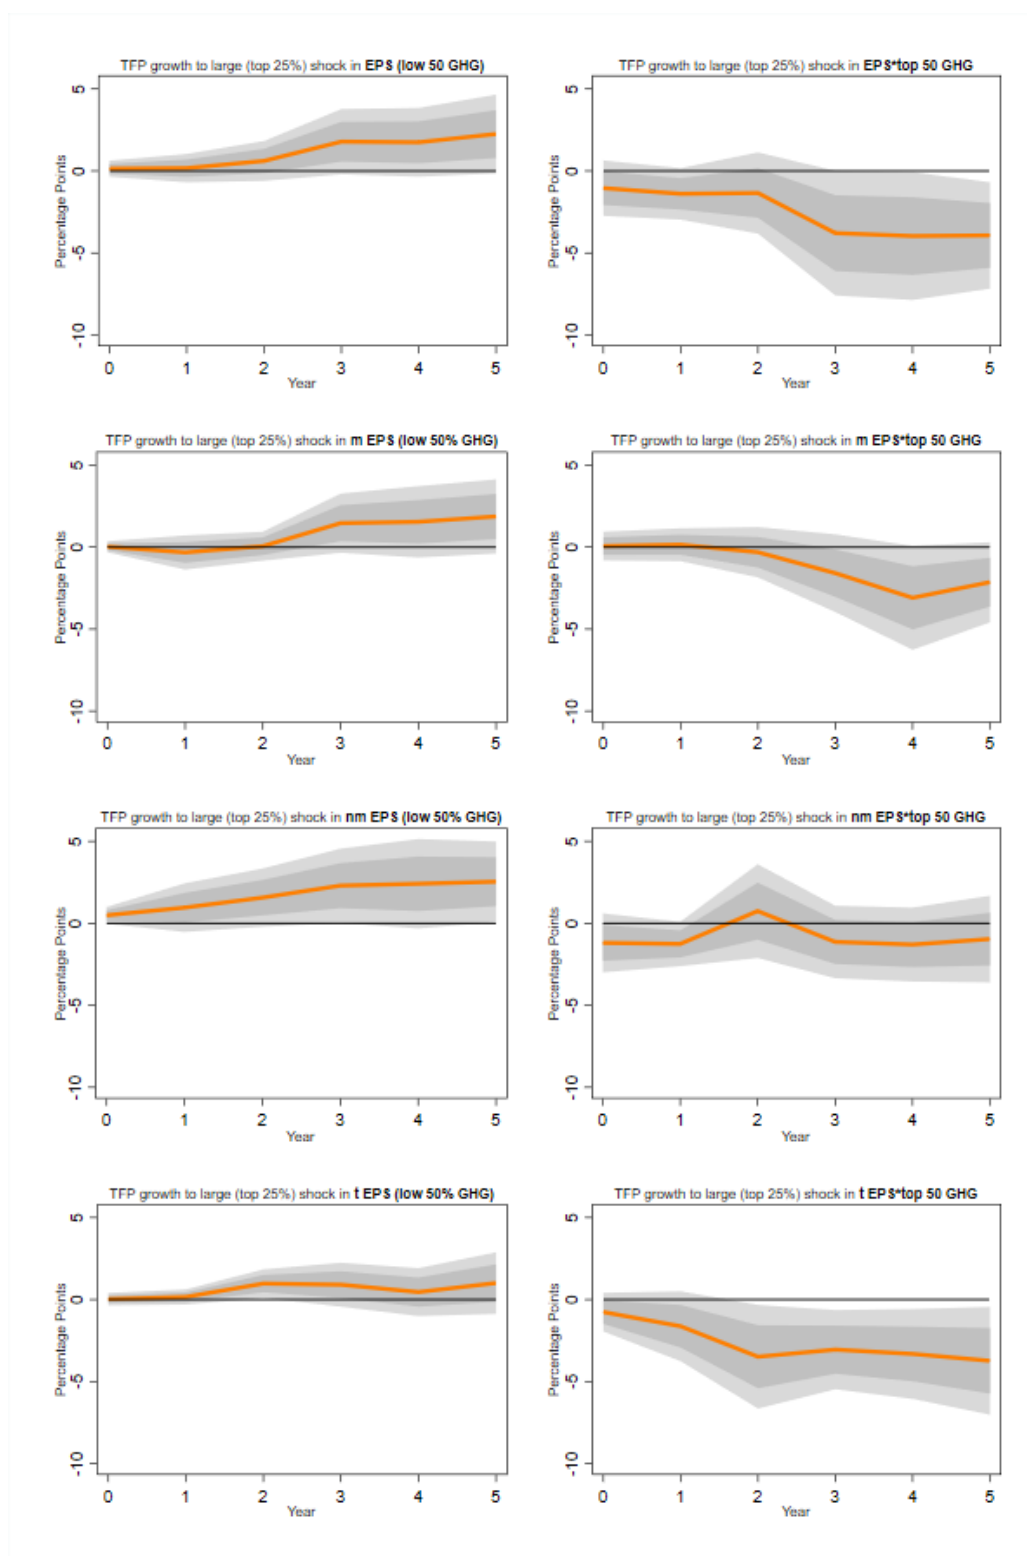 TFP growth to large (top 25%) shock in EPS (low 50 GHG)
Percentage Points
5
0
-5
-10
0 1 2 3 4 5
Year
TFP growth to large (top 25%) shock in EPS*top 50 GHG
Percentage Points
5
0
-5
-10
0 1 2 3 4 5
Year
TFP growth to large (top 25%) shock in m EPS (low 50% GHG)
Percentage Points
5
0
-5
-10
0 1 2 3 4 5
Year
TFP growth to large (top 25%) shock in m EPS*top 50 GHG
Percentage Points
5
0
-5
-10
0 1 2 3 4 5
Year
TFP growth to large (top 25%) shock in nm EPS (low 50% GHG)
Percentage Points
5
0
-5
-10
0 1 2 3 4 5
Year
TFP growth to large (top 25%) shock in nm EPS*top 50 GHG
Percentage Points
5
0
-5
-10
0 1 2 3 4 5
Year
TFP growth to large (top 25%) shock in t EPS (low 50% GHG)
Percentage Points
5
0
-5
-10
0 1 2 3 4 5
Year
TFP growth to large (top 25%) shock in t EPS*top 50 GHG
Percentage Points
5
0
-5
-10
0 1 2 3 4 5
Year